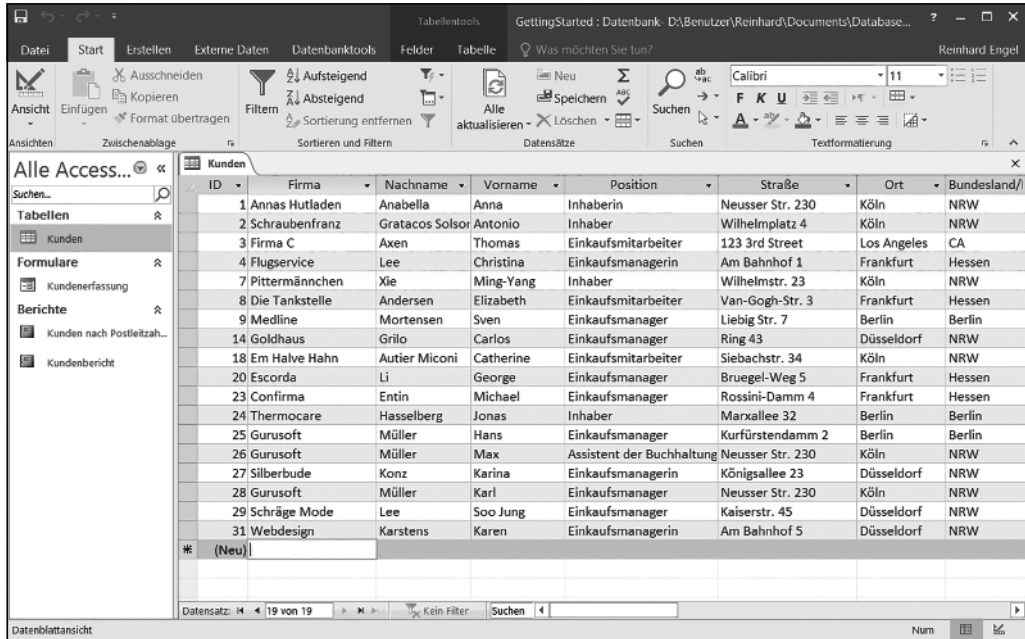 Tabellentools GettingStarted : Datenbank- D:\Benutzer\Reinhard\Documents\Database... ?
Datei Start Erstellen Externe Daten Datenbanktools Felder Tabelle Was möchten Sie tun? Reinhard Engel
Ansicht
Einfügen
Ausschneiden
Kopieren
Format übertragen
Filtern
Aufsteigend
Absteigend
Sortierung entfernen
Alle aktualisieren
Neu
Speichern
Löschen
Suchen
Calibri 11
F K U
Ansichten Zwischenablage Sortieren und Filtern Datensätze Suchen Textformatierung
Alle Access... «
Suchen...
Tabellen
Kunden
Formulare
Kundenerfassung
Berichte
Kunden nach Postleitzah...
Kundenbericht
Kunden
ID Firma Nachname Vorname Position Straße Ort Bundesland/
1 Annas Hutladen Anabella Anna Inhaberin Neusser Str. 230 Köln NRW
2 Schraubenfranz Gratacos Solsor Antonio Inhaber Wilhelmplatz 4 Köln NRW
3 Firma C Axen Thomas Einkaufsmitarbeiter 123 3rd Street Los Angeles CA
4 Flugservice Lee Christina Einkaufsmanagerin Am Bahnhof 1 Frankfurt Hessen
7 Pittermännchen Xie Ming-Yang Inhaber Wilhelmstr. 23 Köln NRW
8 Die Tankstelle Andersen Elizabeth Einkaufsmitarbeiter Van-Gogh-Str. 3 Frankfurt Hessen
9 Medline Mortensen Sven Einkaufsmanager Liebig Str. 7 Berlin Berlin
14 Goldhaus Grilo Carlos Einkaufsmanager Ring 43 Düsseldorf NRW
18 Em Halve Hahn Autier Miconi Catherine Einkaufsmitarbeiter Siebachstr. 34 Köln NRW
20 Escorda Li George Einkaufsmanager Bruegel-Weg 5 Frankfurt Hessen
23 Confirma Entin Michael Einkaufsmanager Rossini-Damm 4 Frankfurt Hessen
24 Thermocare Hasselberg Jonas Inhaber Marxallee 32 Berlin Berlin
25 Gurusoft Müller Hans Einkaufsmanager Kurfürstendamm 2 Berlin Berlin
26 Gurusoft Müller Max Assistent der Buchhaltung Neusser Str. 230 Köln NRW
27 Silberbude Konz Karina Einkaufsmanagerin Königsallee 23 Düsseldorf NRW
28 Gurusoft Müller Karl Einkaufsmanager Neusser Str. 230 Köln NRW
29 Schräge Mode Lee Soo Jung Einkaufsmanager Kaiserstr. 45 Düsseldorf NRW
31 Webdesign Karstens Karen Einkaufsmanagerin Am Bahnhof 5 Düsseldorf NRW
(Neu)
Datensatz: 19 von 19 Kein Filter Suchen
Datenblattansicht Num